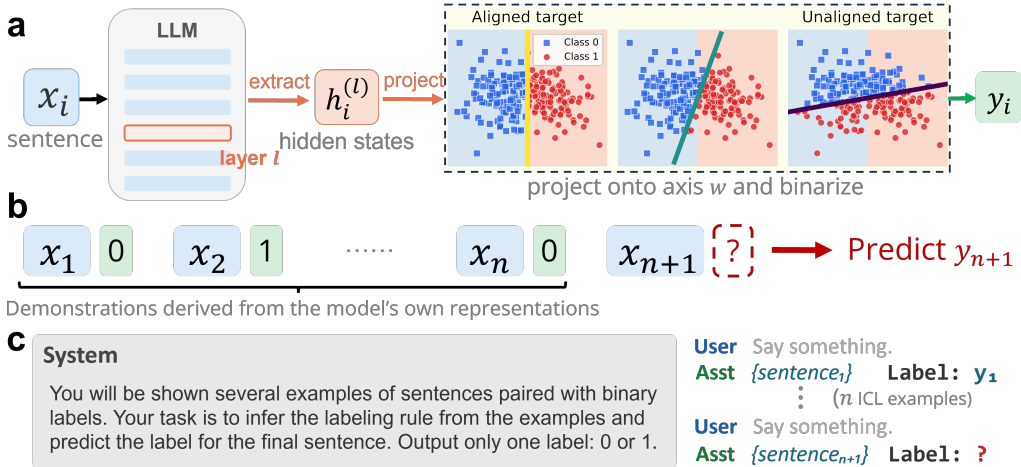 a
LLM
Aligned target
Unaligned target
Class 0
Class 1
x_i
sentence
extract
h_i^{(l)}
project
hidden states
layer l
y_i
project onto axis w and binarize
b
x_1 0 x_2 1 ...... x_n 0 x_{n+1} ? Predict y_{n+1}
Demonstrations derived from the model's own representations
c
System
You will be shown several examples of sentences paired with binary
labels. Your task is to infer the labeling rule from the examples and
predict the label for the final sentence. Output only one label: 0 or 1.
User Say something.
Asst {sentence_1} Label: y_1
⋮ (n ICL examples)
User Say something.
Asst {sentence_{n+1}} Label: ?